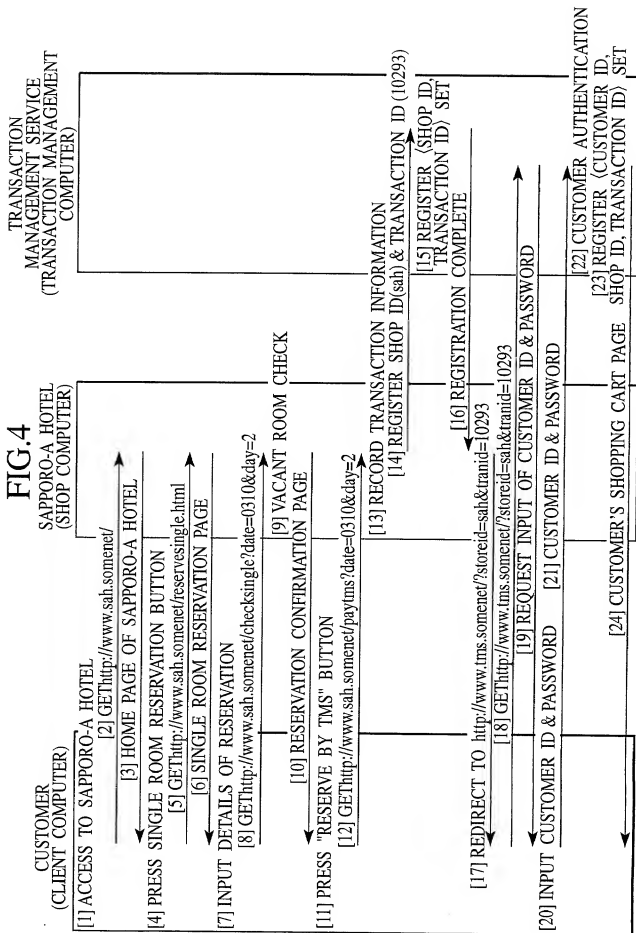 FIG.4
CUSTOMER
(CLIENT COMPUTER)
SAPPORO-A HOTEL
(SHOP COMPUTER)
TRANSACTION
MANAGEMENT SERVICE
(TRANSACTION MANAGEMENT
COMPUTER)
[1] ACCESS TO SAPPORO-A HOTEL
[2] GEThttp://www.sah.somenet/
[3] HOME PAGE OF SAPPORO-A HOTEL
[4] PRESS SINGLE ROOM RESERVATION BUTTON
[5] GEThttp://www.sah.somenet/reservesingle.html
[6] SINGLE ROOM RESERVATION PAGE
[7] INPUT DETAILS OF RESERVATION
[8] GEThttp://www.sah.somenet/checksingle?date=0310&day=2
[9] VACANT ROOM CHECK
[10] RESERVATION CONFIRMATION PAGE
[11] PRESS "RESERVE BY TMS" BUTTON
[12] GEThttp://www.sah.somenet/paytms?date=0310&day=2
[13] RECORD TRANSACTION INFORMATION
[14] REGISTER SHOP ID(sah) & TRANSACTION ID (10293)
[15] REGISTER ⟨SHOP ID,
TRANSACTION ID⟩ SET
[16] REGISTRATION
COMPLETE
[17] REDIRECT TO http://www.tms.somenet/?storeid=sah&tranid=10293
[18] GEThttp://www.tms.somenet/?storeid=sah&tranid=10293
[19] REQUEST INPUT OF CUSTOMER ID & PASSWORD
[20] INPUT CUSTOMER ID & PASSWORD
[21] CUSTOMER ID & PASSWORD
[22] CUSTOMER AUTHENTICATION
[23] REGISTER ⟨CUSTOMER ID,
SHOP ID, TRANSACTION ID⟩ SET
[24] CUSTOMER'S SHOPPING CART PAGE